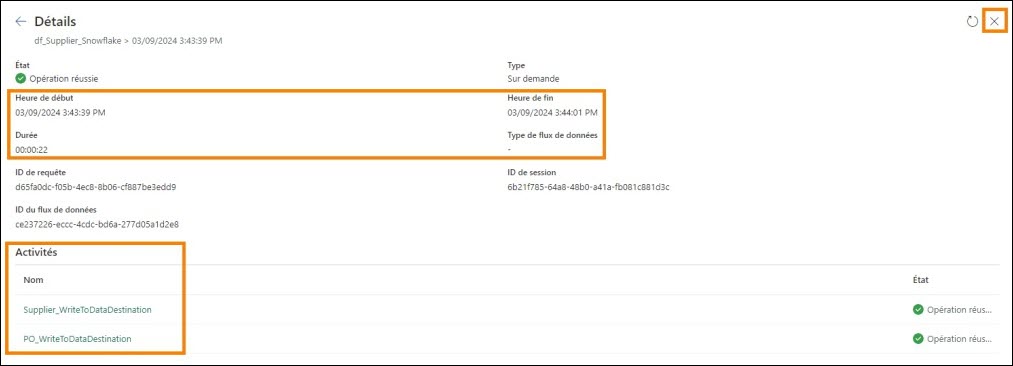 Détails
df_Supplier_Snowflake > 03/09/2024 3:43:39 PM
État
Type
Opération réussie
Sur demande
Heure de début
Heure de fin
03/09/2024 3:43:39 PM
03/09/2024 3:44:01 PM
Durée
Type de flux de données
00:00:22
-
ID de requête
ID de session
d65fa0dc-f05b-4ec8-8b06-cf887be3edd9
6b21f785-64a8-48b0-a41a-fb081c881d3c
ID du flux de données
ce237226-eccc-4cdc-bd6a-277d05a1d2e8
Activités
Nom
État
Supplier_WriteToDataDestination
Opération réus...
PO_WriteToDataDestination
Opération réus...